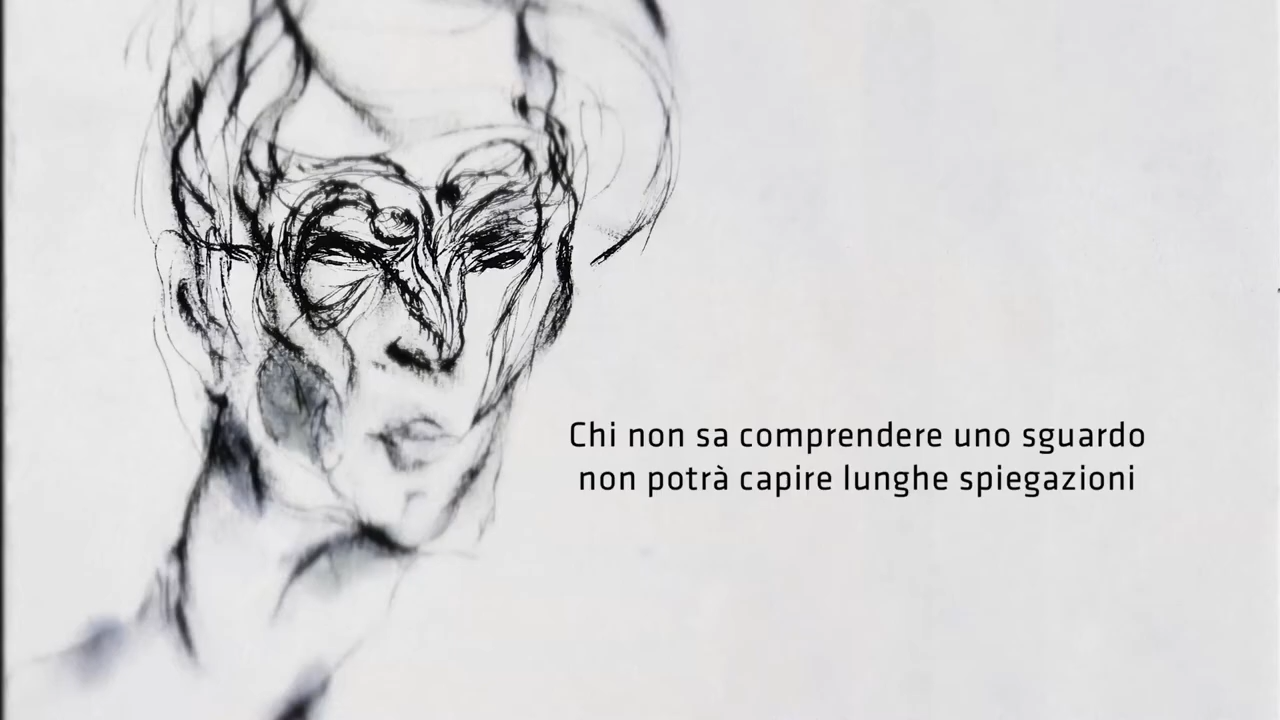 Chi non sa comprendere uno sguardo
non potrà capire lunghe spiegazioni